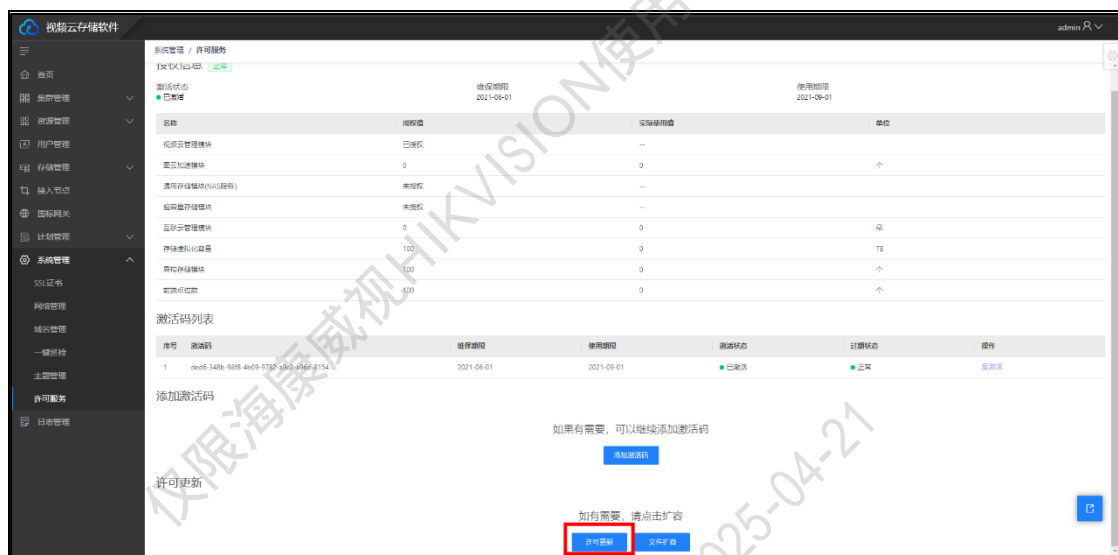 视频云存储软件
admin
系统管理 / 许可服务
首页
集群管理
资源管理
用户管理
存储管理
接入节点
国标网关
计划管理
系统管理
SSL证书
网络管理
域名管理
一键巡检
主题管理
许可服务
日志管理
授权信息 正常
激活状态 维保期限 使用期限
已激活 2021-06-01 2021-09-01
名称 授权值 实际使用值 单位
视频云管理模块 已授权 --
图云加速模块 0 0 个
通用存储模块(NAS服务) 未授权 --
超容量存储模块 未授权 --
互联云管理模块 0 0 朵
存储虚拟化容量 100 0 TB
异构存储模块 100 0 个
前端点位数 100 0 个
激活码列表
序号 激活码 维保期限 使用期限 激活状态 过期状态 操作
1 2021-06-01 2021-09-01 已激活 正常 反激活
添加激活码
如果有需要，可以继续添加激活码
添加激活码
许可更新
如有需要，请点击扩容
许可更新 文件扩容
仅限海康威视HIKVISION使用
2025-04-21